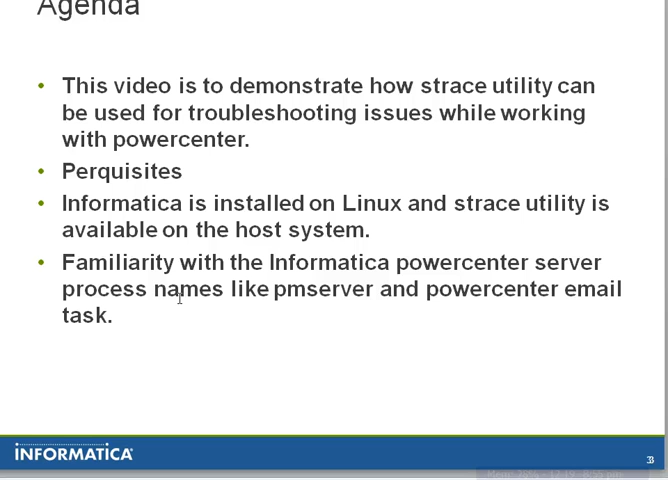 Agenda
• This video is to demonstrate how strace utility can
be used for troubleshooting issues while working
with powercenter.
• Perquisites
• Informatica is installed on Linux and strace utility is
available on the host system.
• Familiarity with the Informatica powercenter server
process names like pmserver and powercenter email
task.
INFORMATICA
33